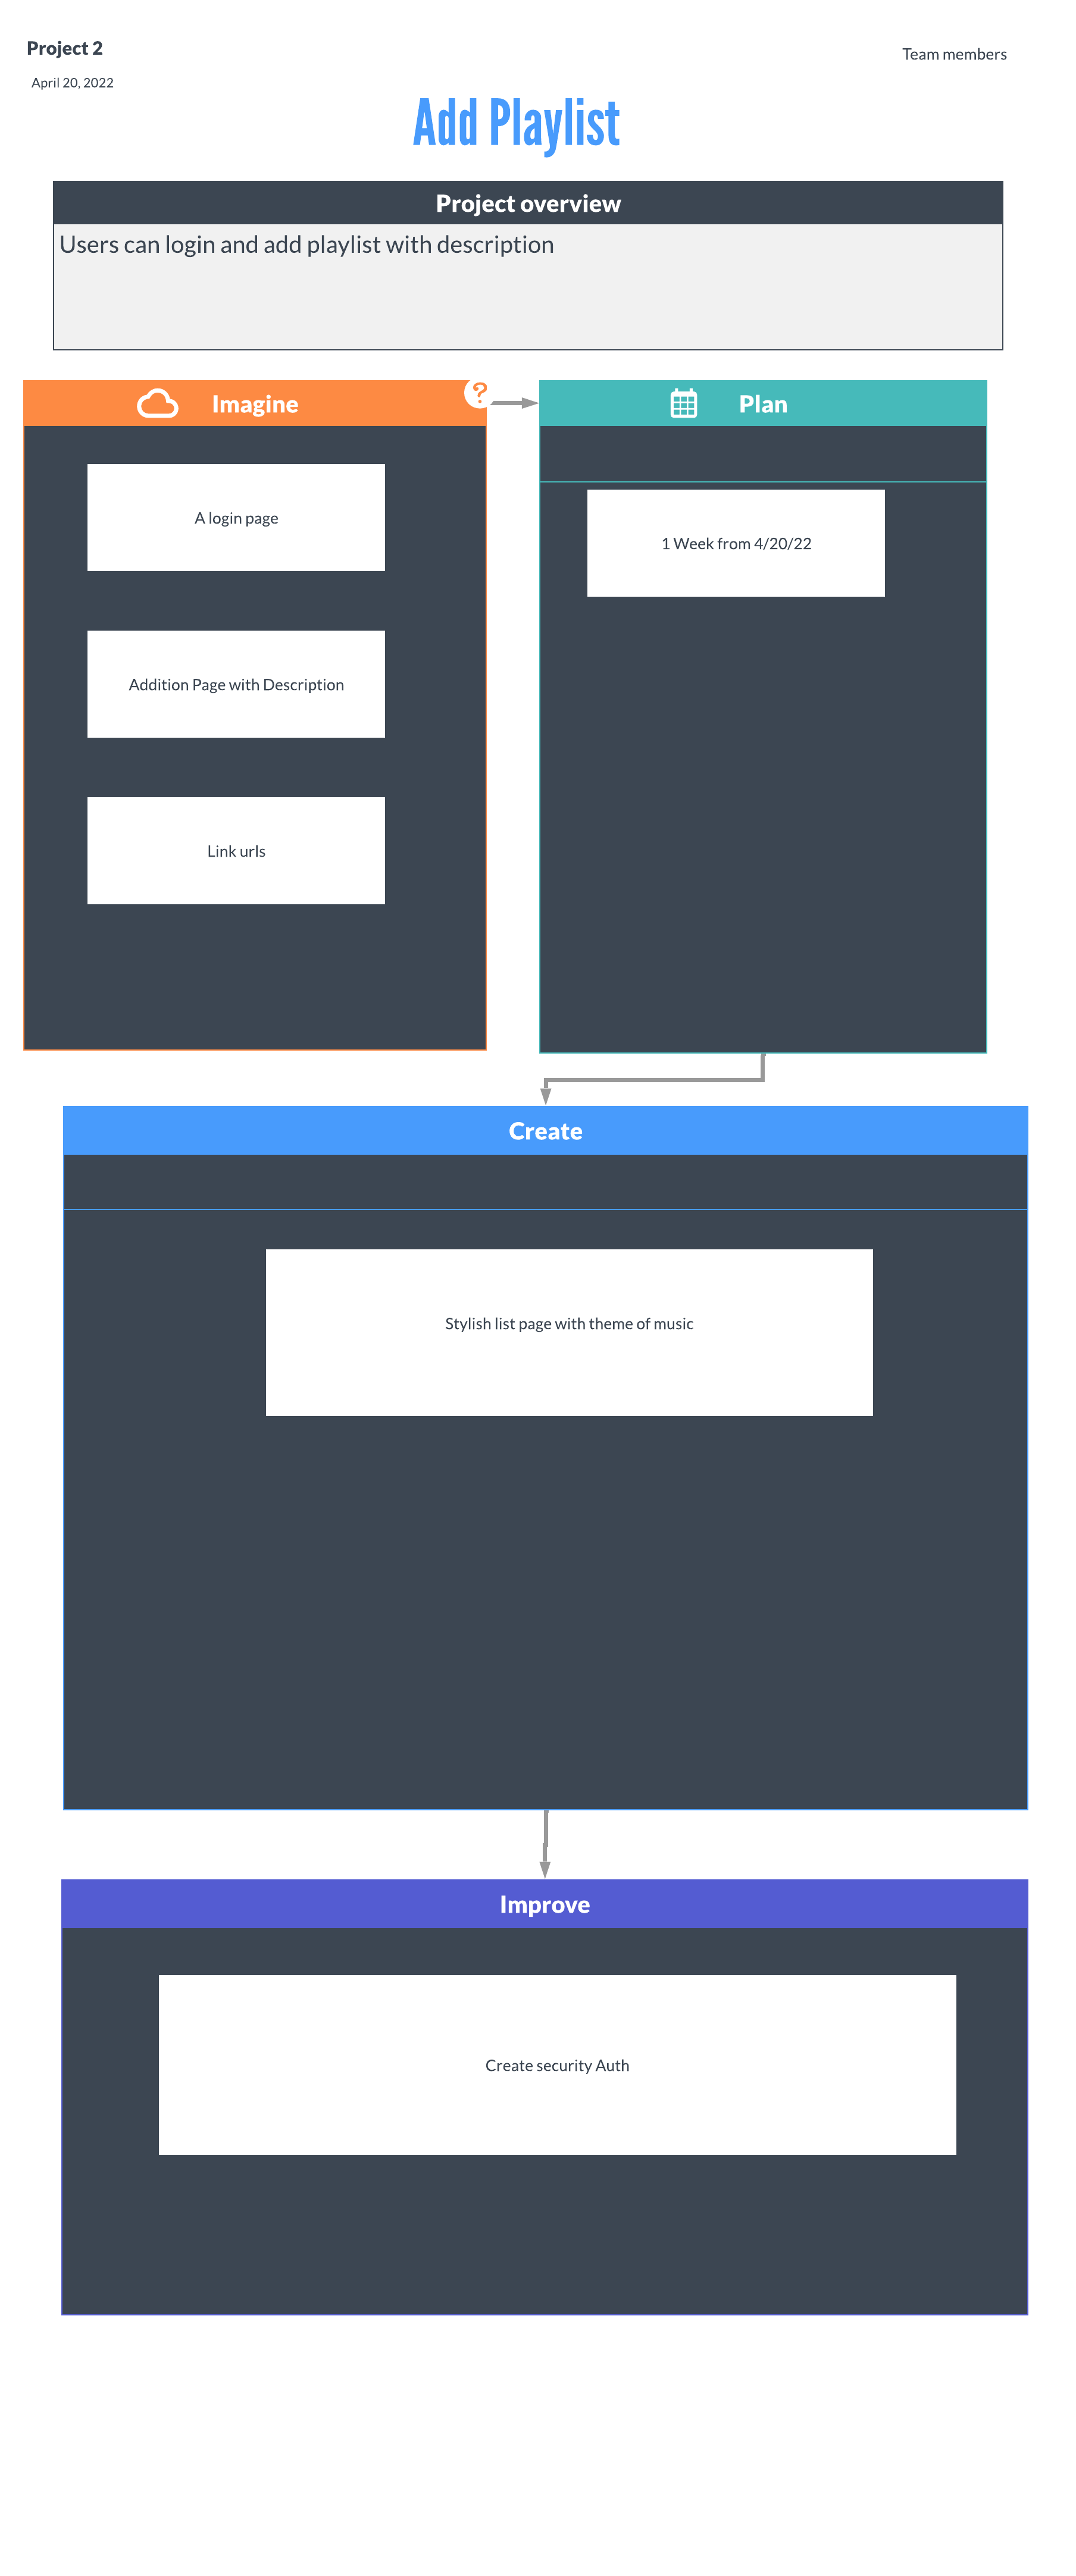 Project 2
Team members
April 20, 2022
Add Playlist
Project overview
Users can login and add playlist with description
Imagine
?
Plan
A login page
Addition Page with Description
Link urls
1 Week from 4/20/22
Create
Stylish list page with theme of music
Improve
Create security Auth